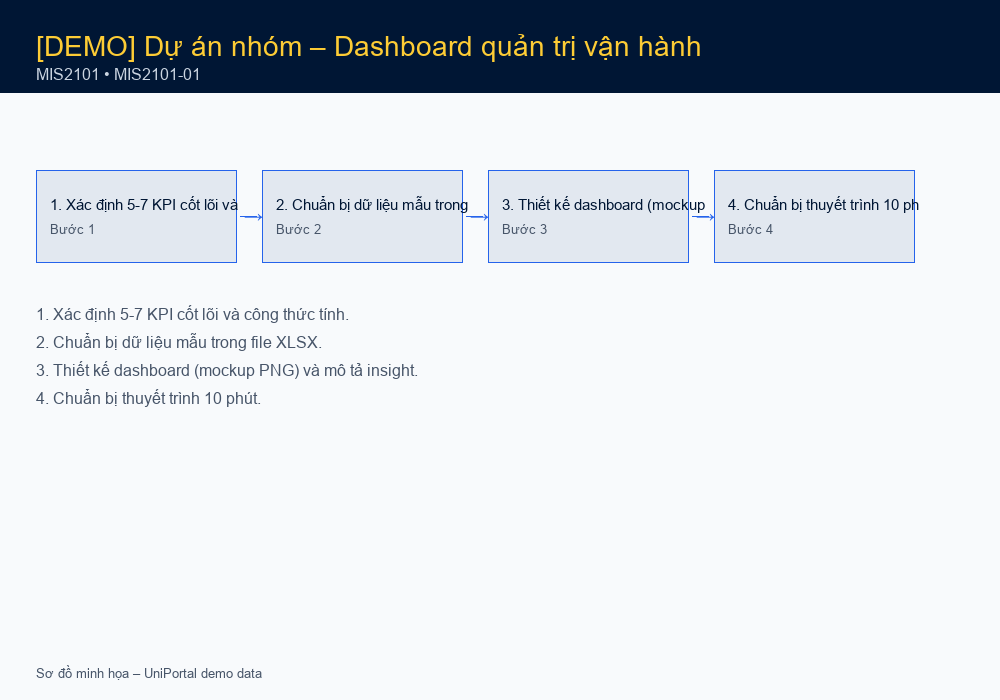 [DEMO] Dự án nhóm – Dashboard quản trị vận hành
MIS2101 • MIS2101-01
1. Xác định 5-7 KPI cốt lõi và
Bước 1
2. Chuẩn bị dữ liệu mẫu trong
Bước 2
3. Thiết kế dashboard (mockup
Bước 3
4. Chuẩn bị thuyết trình 10 ph
Bước 4
1. Xác định 5-7 KPI cốt lõi và công thức tính.
2. Chuẩn bị dữ liệu mẫu trong file XLSX.
3. Thiết kế dashboard (mockup PNG) và mô tả insight.
4. Chuẩn bị thuyết trình 10 phút.
Sơ đồ minh họa – UniPortal demo data